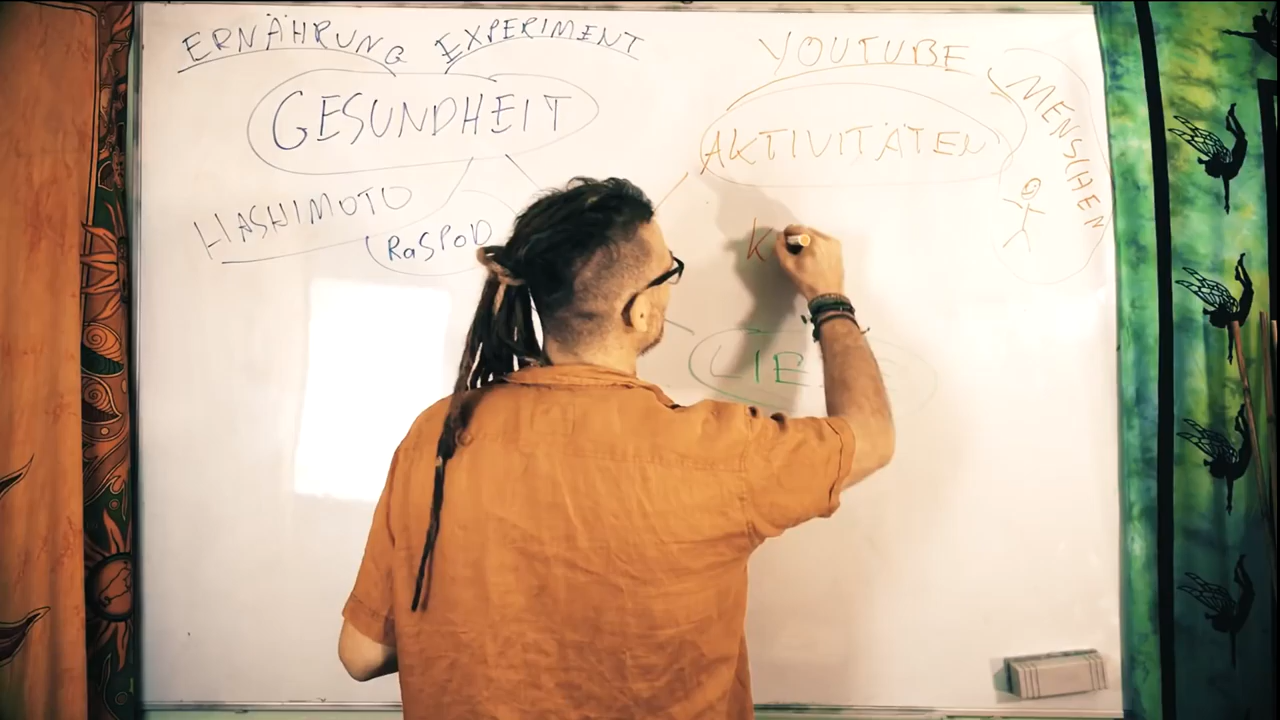 ERNÄHRUNG EXPERIMENT
GESUNDHEIT
HASHIMOTO
RaSPoD
YOUTUBE
MENSCHEN
AKTIVITÄTEN
K